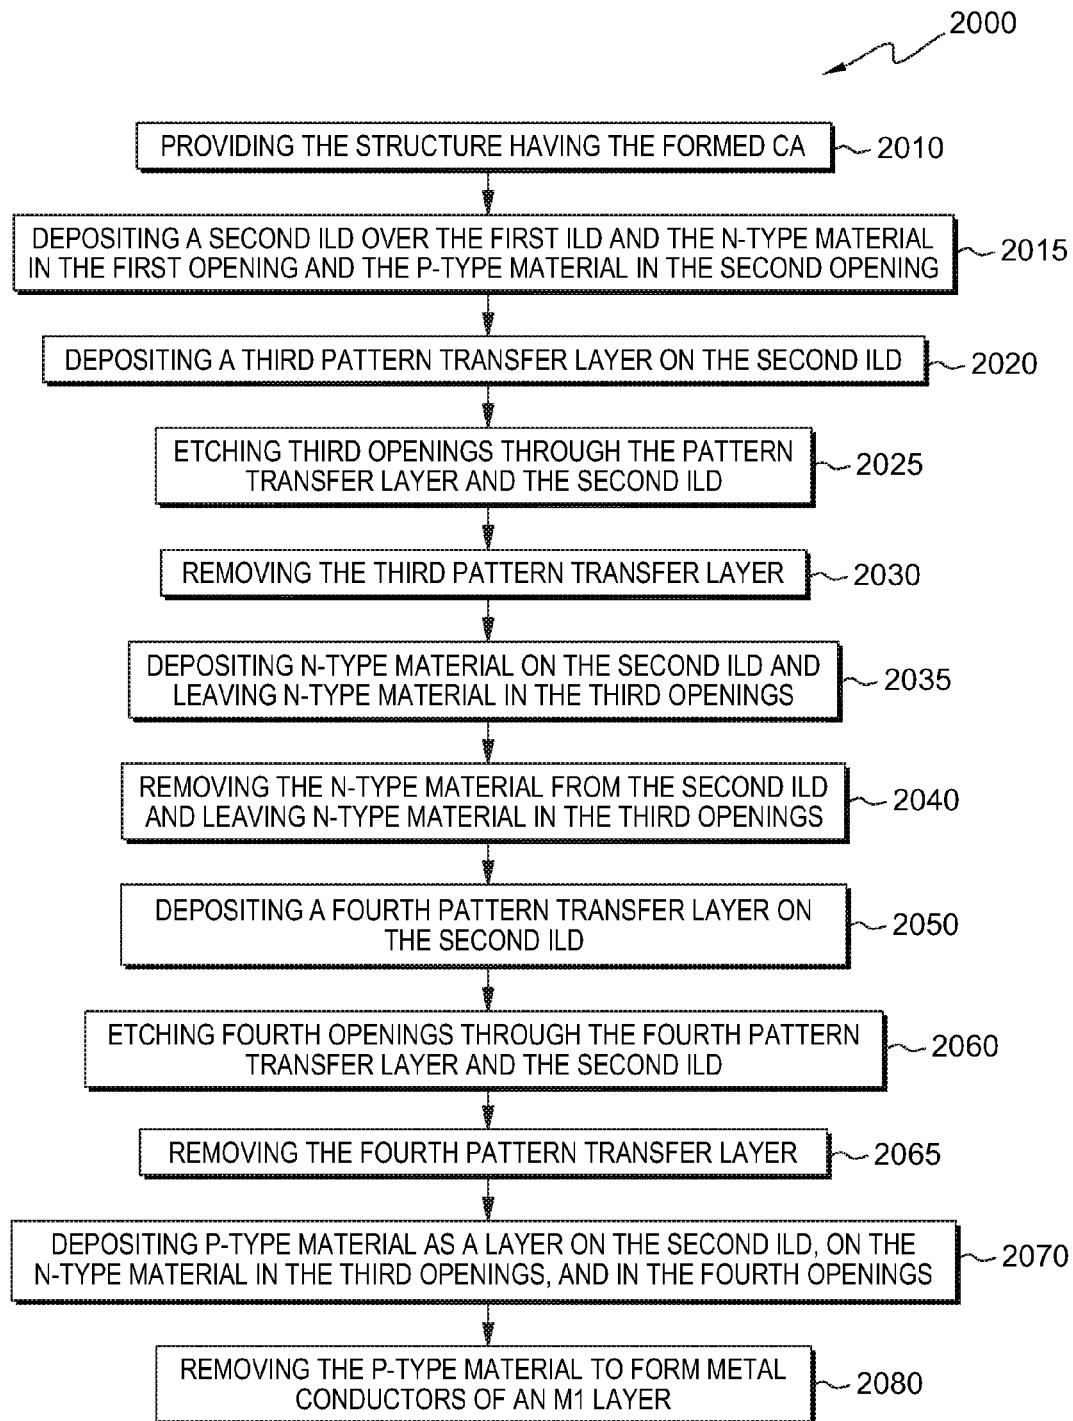 2000
PROVIDING THE STRUCTURE HAVING THE FORMED CA
2010
DEPOSITING A SECOND ILD OVER THE FIRST ILD AND THE N-TYPE MATERIAL
IN THE FIRST OPENING AND THE P-TYPE MATERIAL IN THE SECOND OPENING
2015
DEPOSITING A THIRD PATTERN TRANSFER LAYER ON THE SECOND ILD
2020
ETCHING THIRD OPENINGS THROUGH THE PATTERN
TRANSFER LAYER AND THE SECOND ILD
2025
REMOVING THE THIRD PATTERN TRANSFER LAYER
2030
DEPOSITING N-TYPE MATERIAL ON THE SECOND ILD AND
LEAVING N-TYPE MATERIAL IN THE THIRD OPENINGS
2035
REMOVING THE N-TYPE MATERIAL FROM THE SECOND ILD
AND LEAVING N-TYPE MATERIAL IN THE THIRD OPENINGS
2040
DEPOSITING A FOURTH PATTERN TRANSFER LAYER ON
THE SECOND ILD
2050
ETCHING FOURTH OPENINGS THROUGH THE FOURTH PATTERN
TRANSFER LAYER AND THE SECOND ILD
2060
REMOVING THE FOURTH PATTERN TRANSFER LAYER
2065
DEPOSITING P-TYPE MATERIAL AS A LAYER ON THE SECOND ILD, ON THE
N-TYPE MATERIAL IN THE THIRD OPENINGS, AND IN THE FOURTH OPENINGS
2070
REMOVING THE P-TYPE MATERIAL TO FORM METAL
CONDUCTORS OF AN M1 LAYER
2080